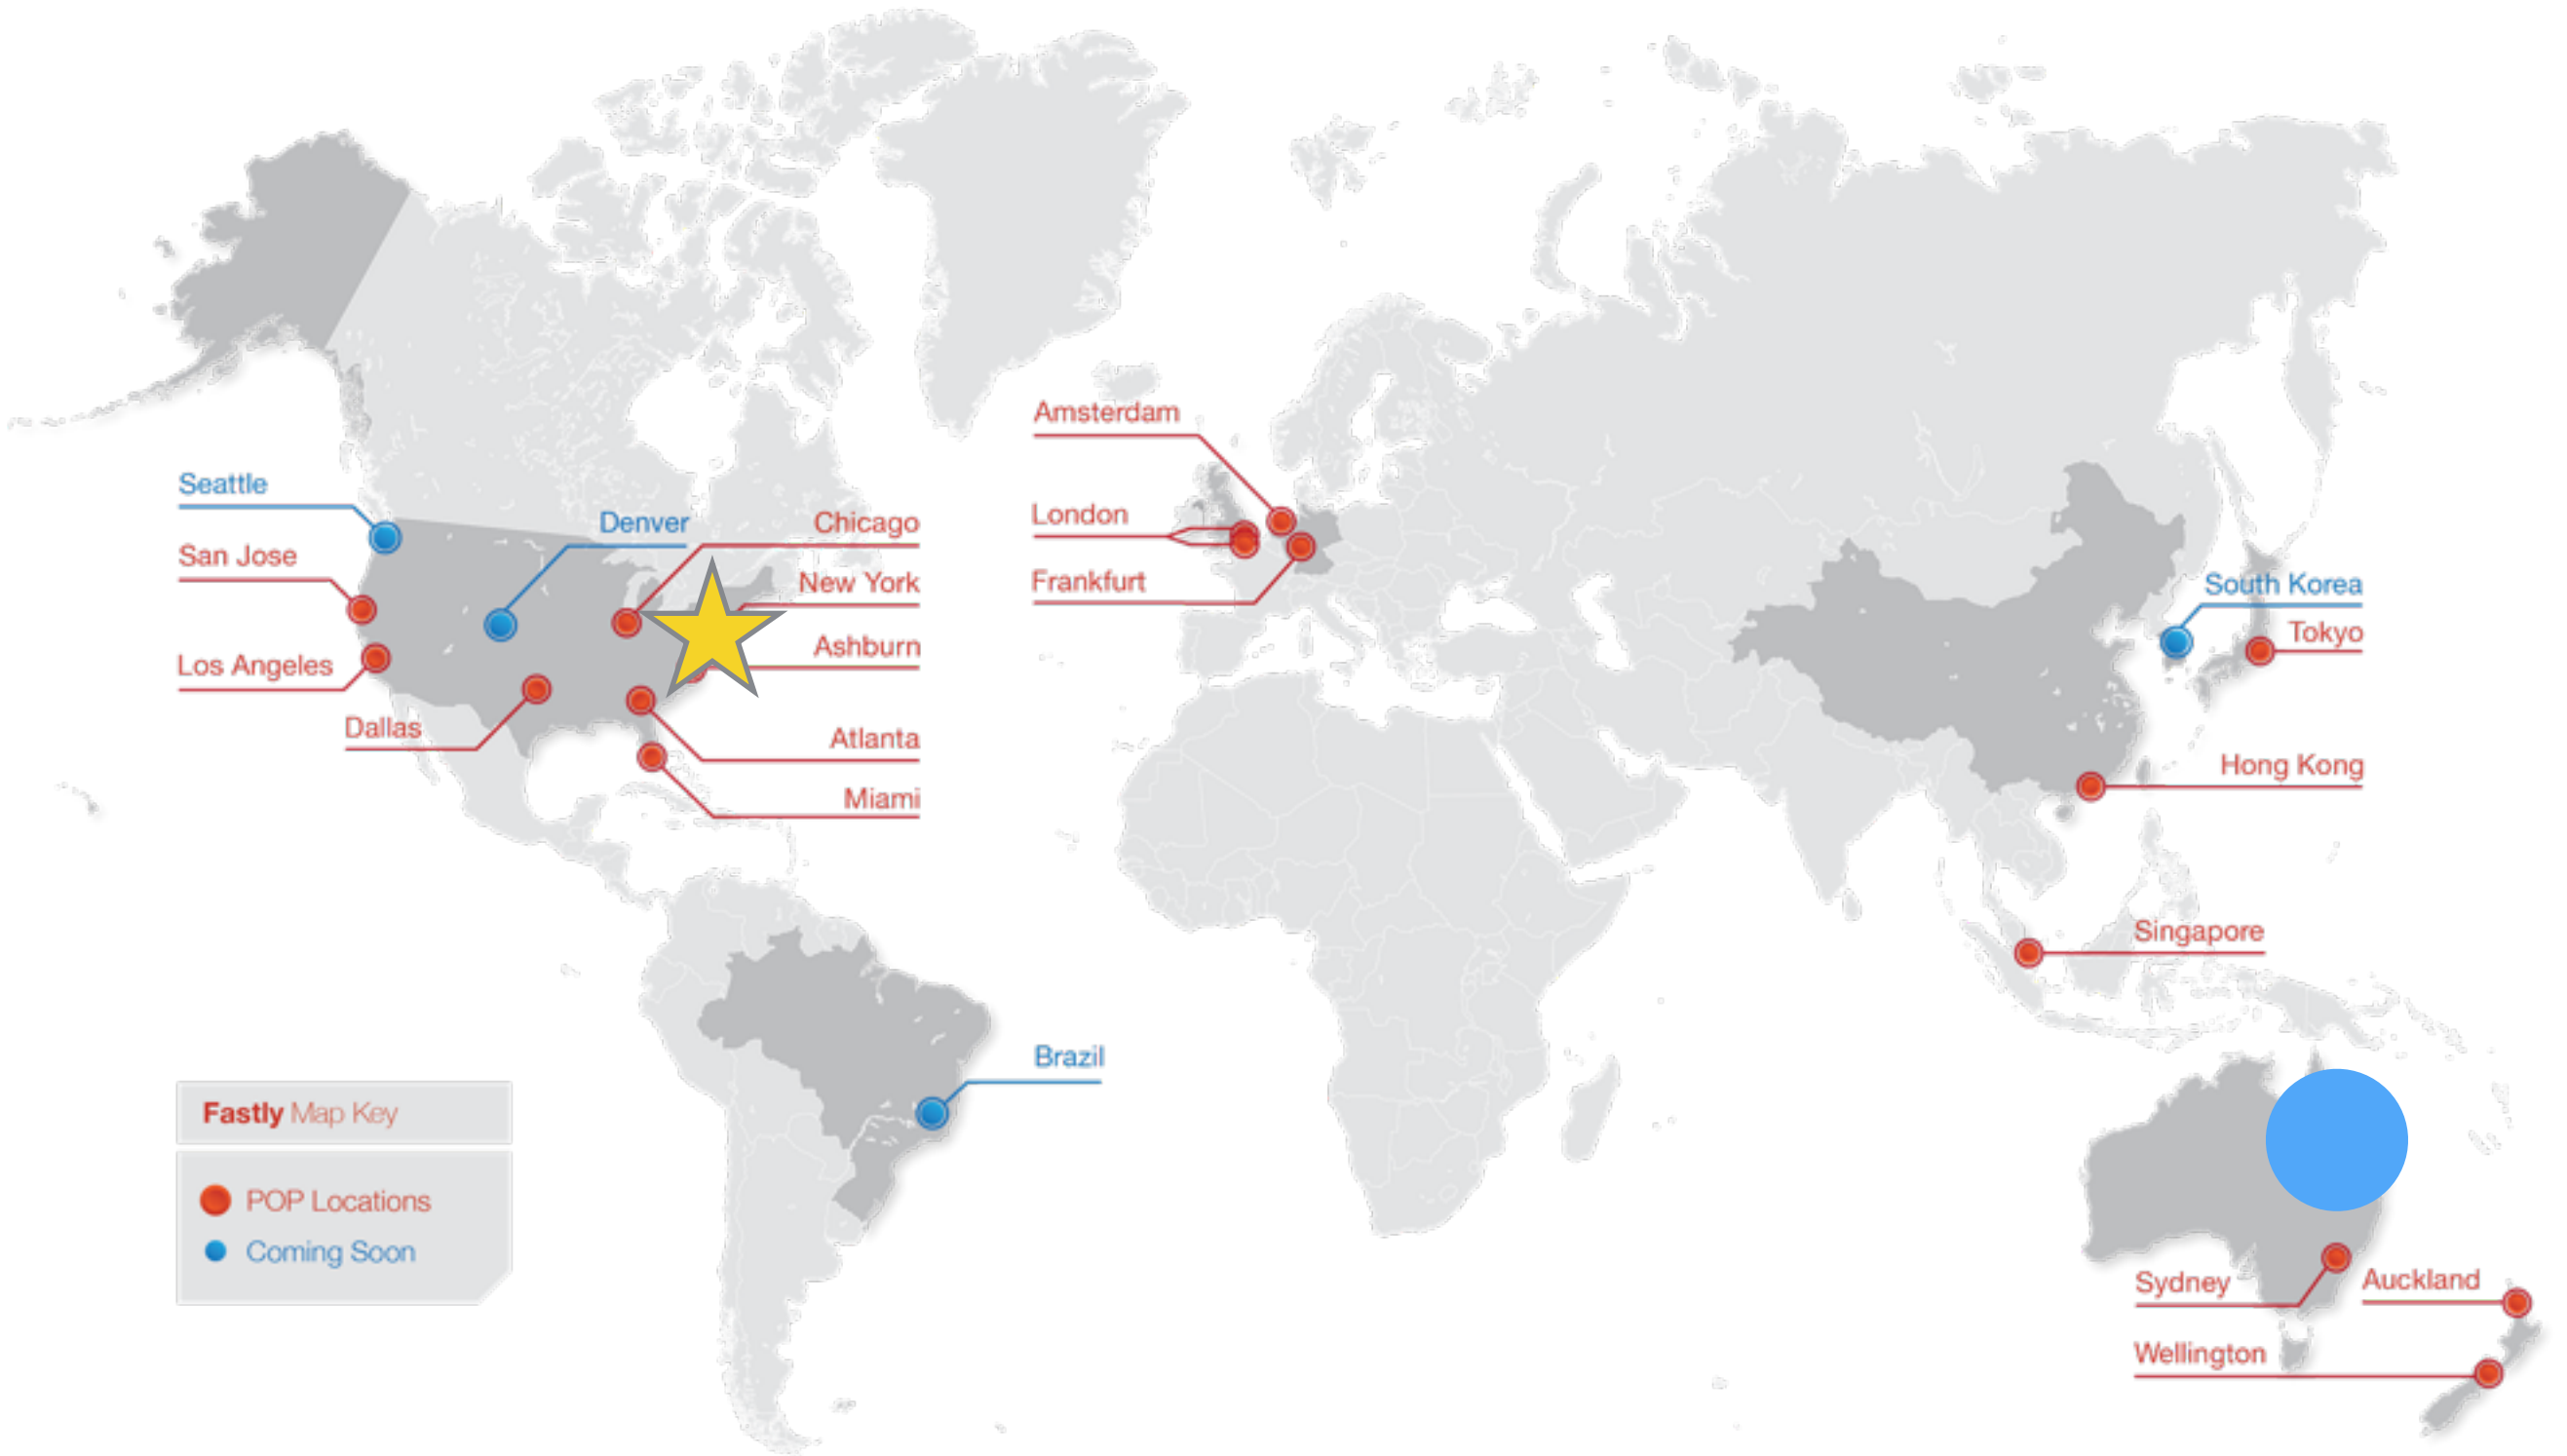 Amsterdam
Seattle
London
Denver
Chicago
San Jose
New York
Frankfurt
South Korea
Tokyo
Ashburn
Los Angeles
Dallas
Atlanta
Hong Kong
Miami
Singapore
Brazil
Fastly Map Key
POP Locations
Coming Soon
Sydney
Auckland
Wellington